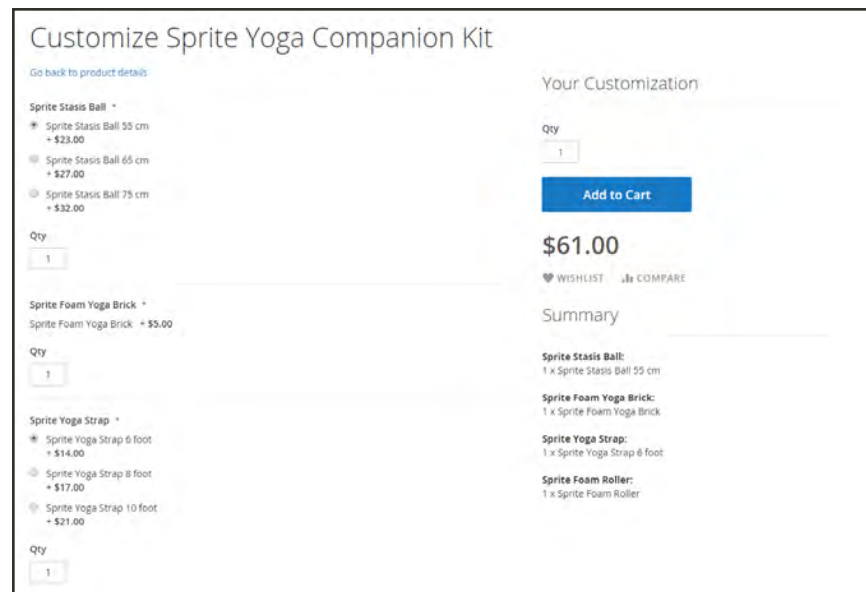 Customize Sprite Yoga Companion Kit
Go back to product details
Sprite Stasis Ball *
Sprite Stasis Ball 55 cm
+ $23.00
Sprite Stasis Ball 65 cm
+ $27.00
Sprite Stasis Ball 75 cm
+ $32.00
Qty
1
Sprite Foam Yoga Brick *
Sprite Foam Yoga Brick + $5.00
Qty
1
Sprite Yoga Strap *
Sprite Yoga Strap 6 foot
+ $14.00
Sprite Yoga Strap 8 foot
+ $17.00
Sprite Yoga Strap 10 foot
+ $21.00
Qty
1
Your Customization
Qty
1
Add to Cart
$61.00
WISHLIST COMPARE
Summary
Sprite Stasis Ball:
1 x Sprite Stasis Ball 55 cm
Sprite Foam Yoga Brick:
1 x Sprite Foam Yoga Brick
Sprite Yoga Strap:
1 x Sprite Yoga Strap 6 foot
Sprite Foam Roller:
1 x Sprite Foam Roller